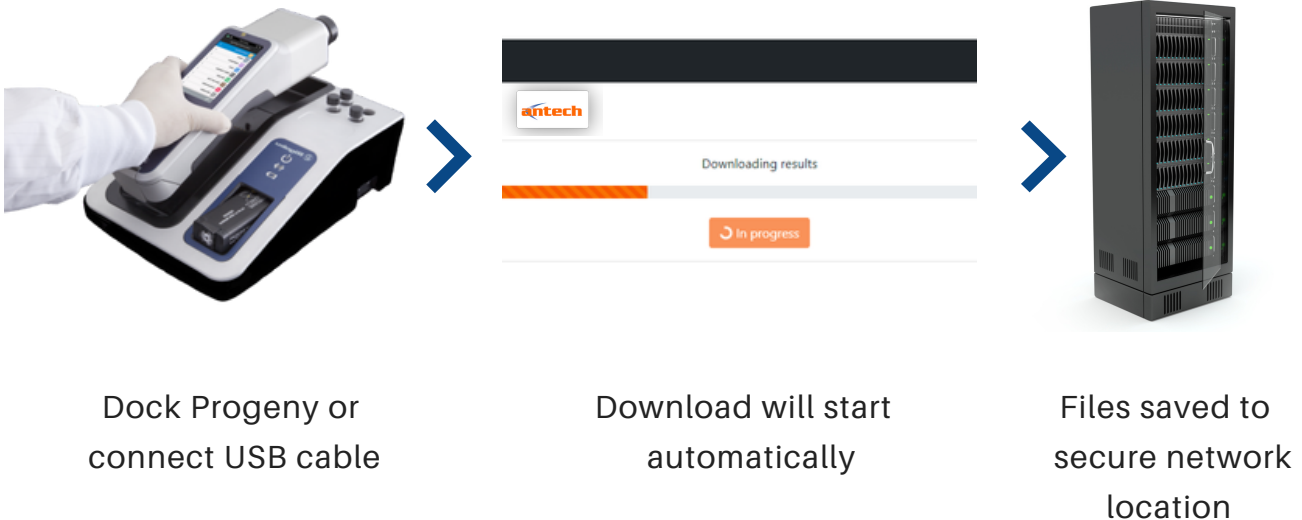 antech
Downloading results
In progress
Dock Progeny or
connect USB cable
Download will start
automatically
Files saved to
secure network
location